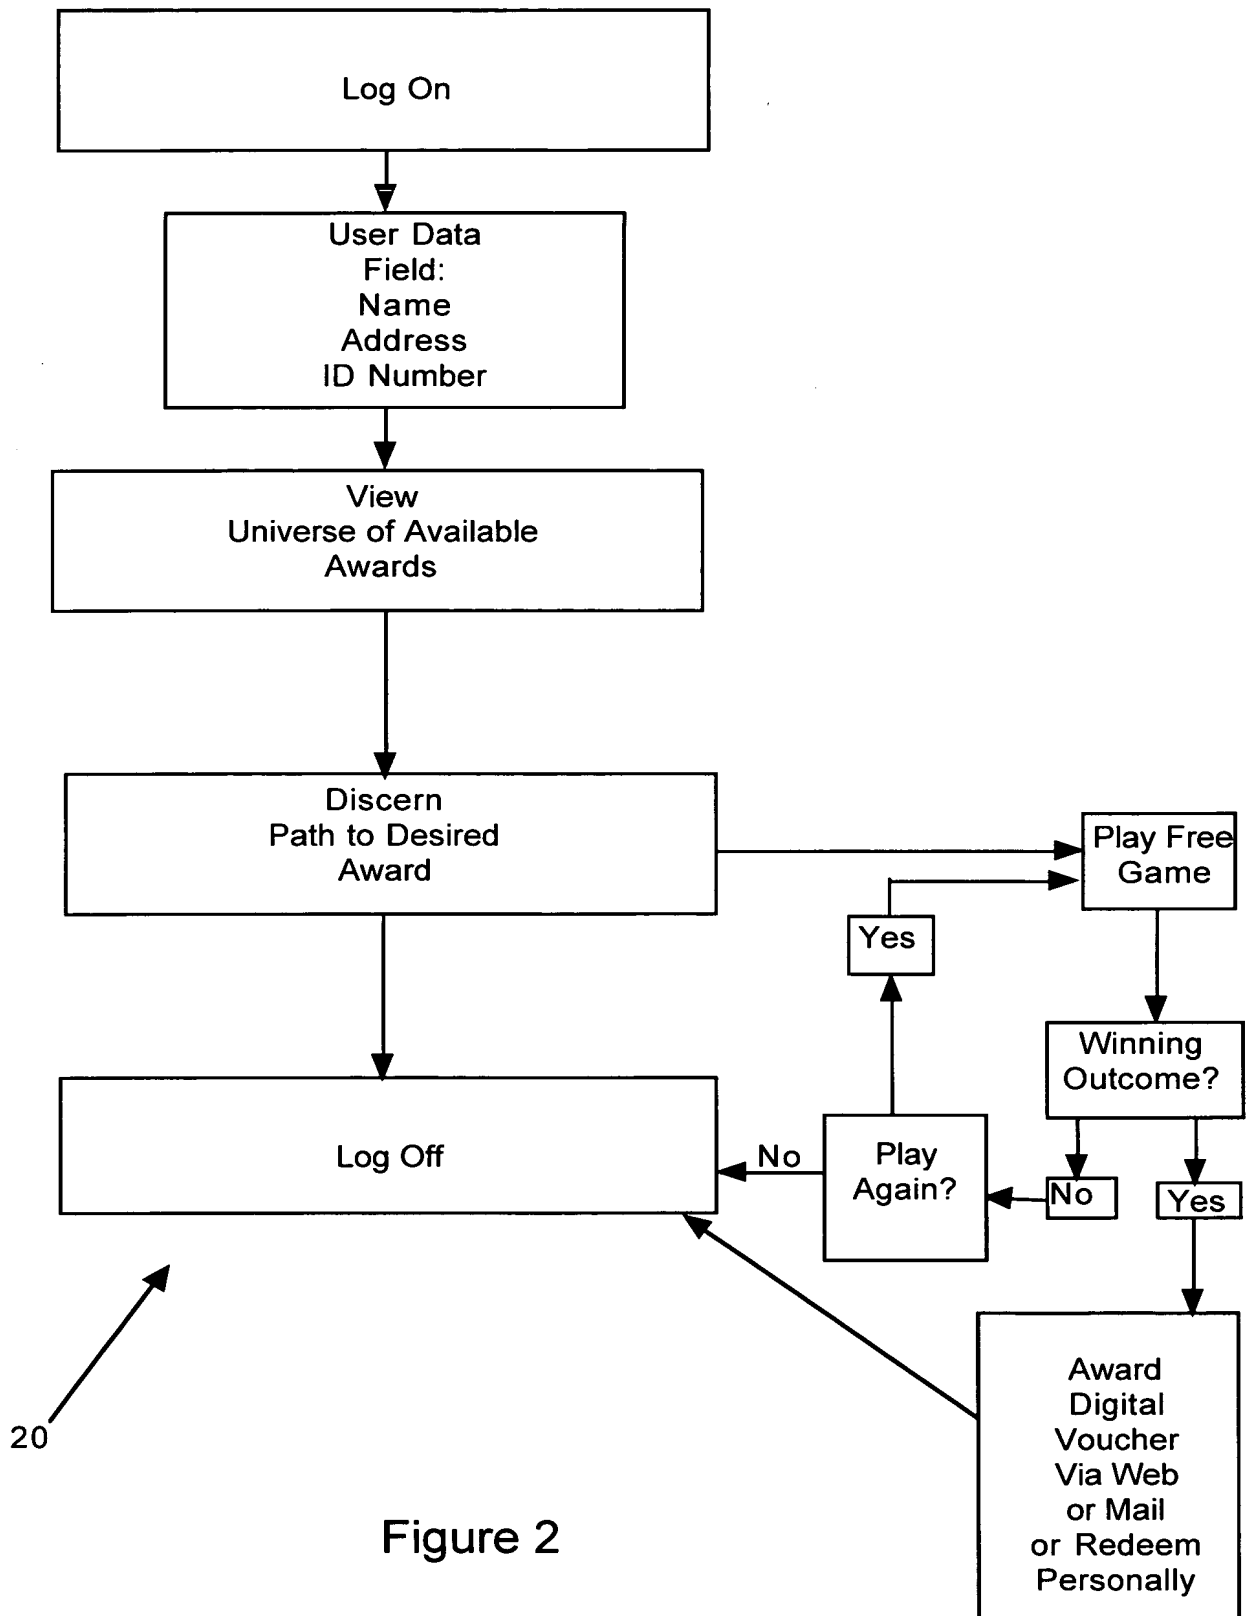 Log On
User Data
Field:
Name
Address
ID Number
View
Universe of Available
Awards
Discern
Path to Desired
Award
Play Free
Game
Yes
Winning
Outcome?
Log Off
No
Play
Again?
No
Yes
Award
Digital
Voucher
Via Web
or Mail
or Redeem
Personally
20
Figure 2